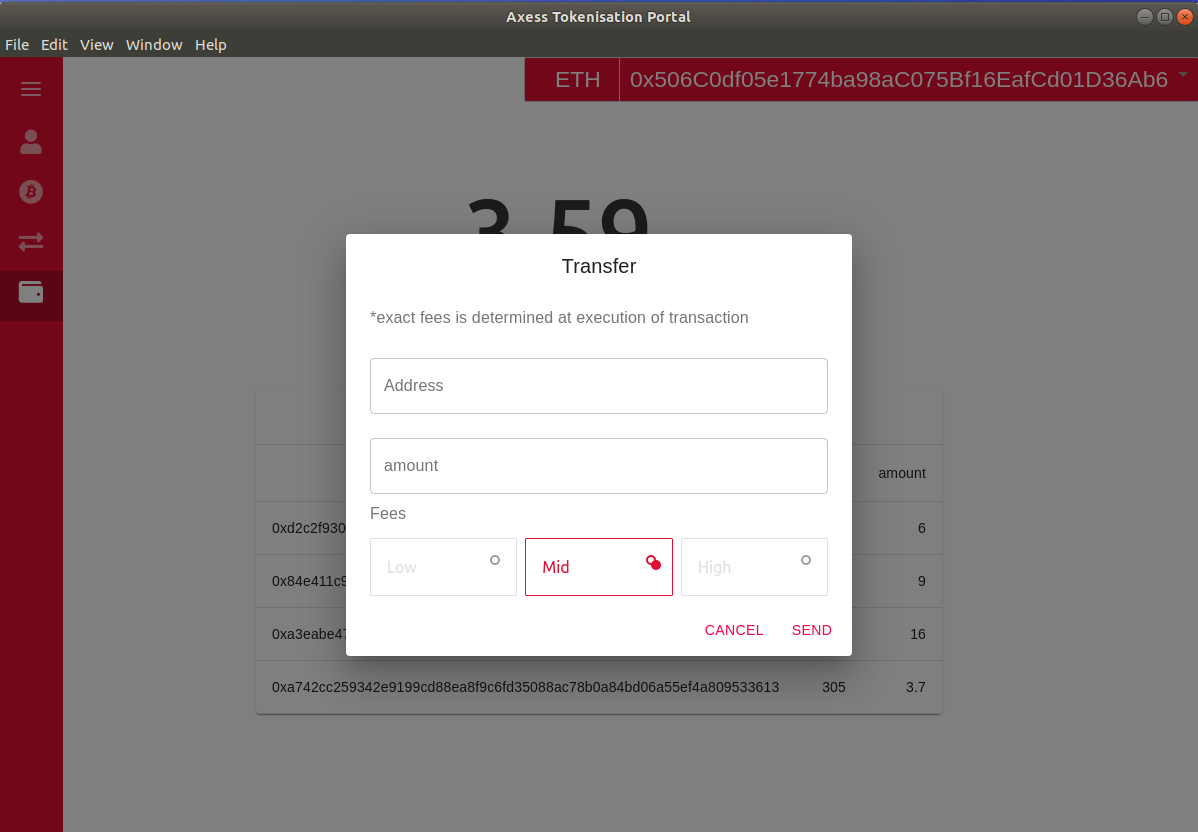 Axess Tokenisation Portal
File Edit View Window Help
ETH 0x506C0df05e1774ba98aC075Bf16EafCd01D36Ab6
3.59
Transfer
*exact fees is determined at execution of transaction
Address
amount
Fees
Low Mid High
CANCEL SEND
amount
0xd2c2f930 6
0x84e411c9 9
0xa3eabe47 16
0xa742cc259342e9199cd88ea8f9c6fd35088ac78b0a84bd06a55ef4a809533613 305 3.7